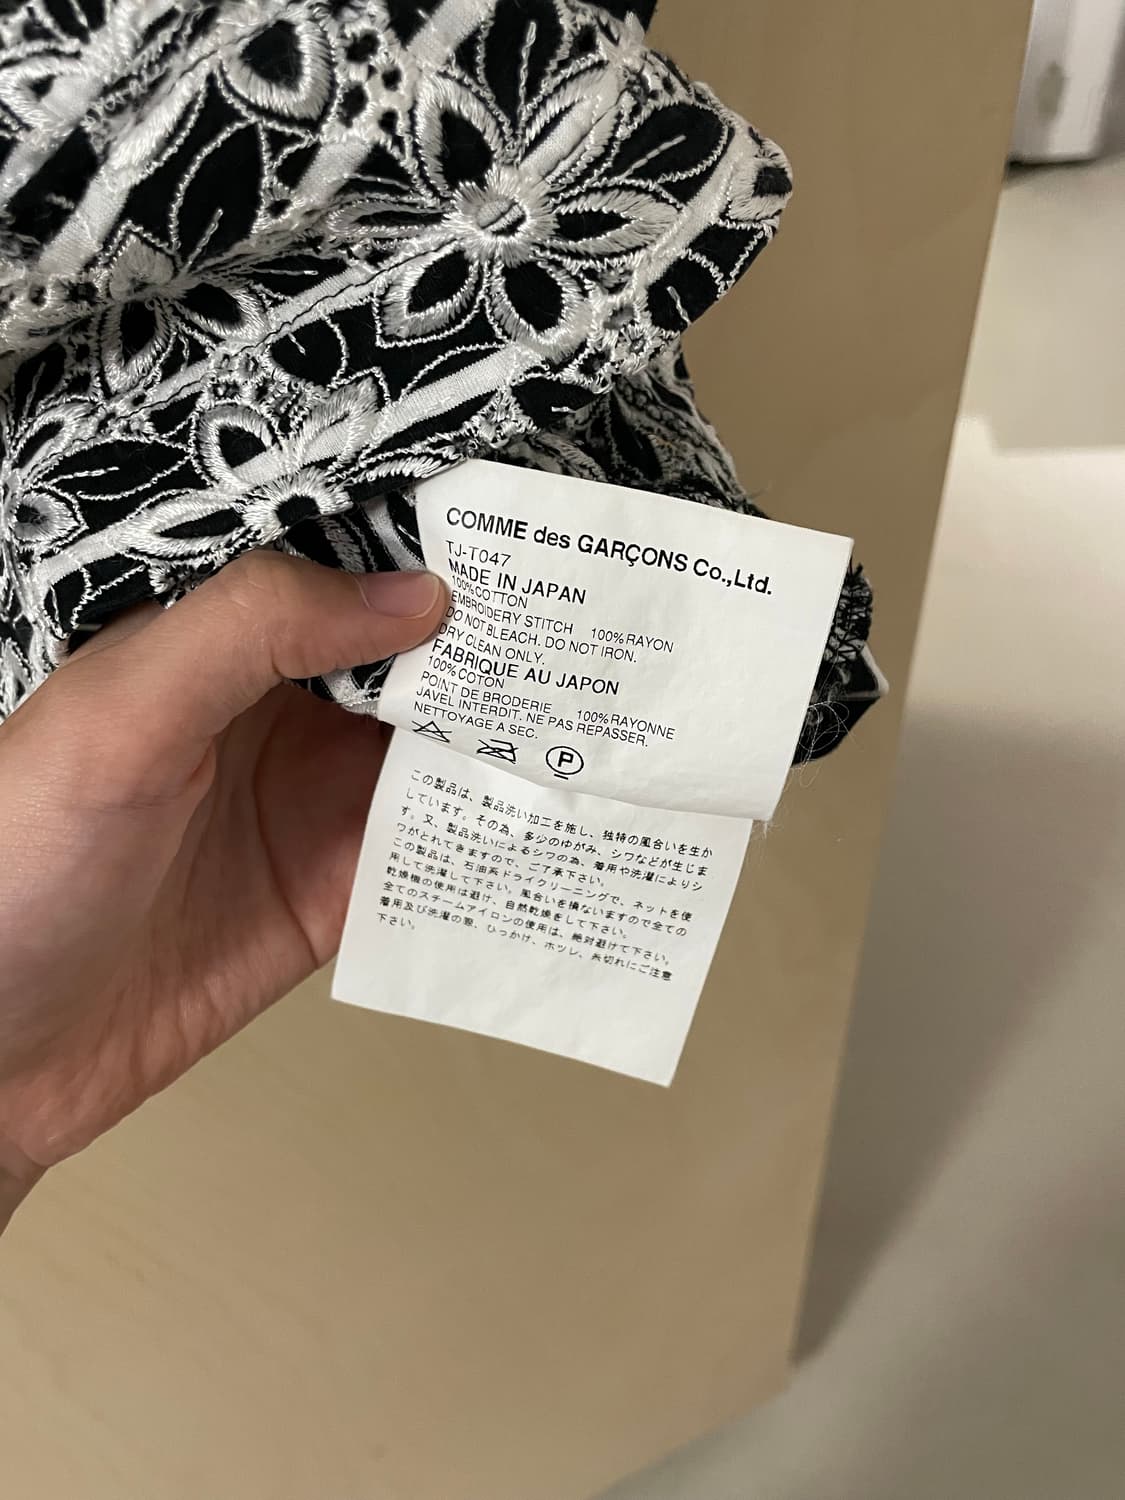 COMME des GARÇONS Co.,Ltd.
TJ-T047
MADE IN JAPAN
100%COTTON
EMBROIDERY STITCH 100%RAYON
DO NOT BLEACH. DO NOT IRON.
DRY CLEAN ONLY.
FABRIQUE AU JAPON
100%COTON
POINT DE BRODERIE 100%RAYONNE
JAVEL INTERDIT. NE PAS REPASSER.
NETTOYAGE A SEC.
P
この製品は、製品洗い加工を施し、独特の風合いを生か
しています。その為、多少のゆがみ、シワなどが生じま
す。又、製品洗いによるシワの為、着用や洗濯によりシ
ワがとれてきますので、ご了承下さい。
この製品は、石油系ドライクリーニングで、ネットを使
用して洗濯して下さい。風合いを損ないますので全ての
乾燥機の使用は避け、自然乾燥をして下さい。
全てのスチームアイロンの使用は、絶対避けて下さい。
着用及び洗濯の際、ひっかけ、ホツレ、糸切れにご注意
下さい。